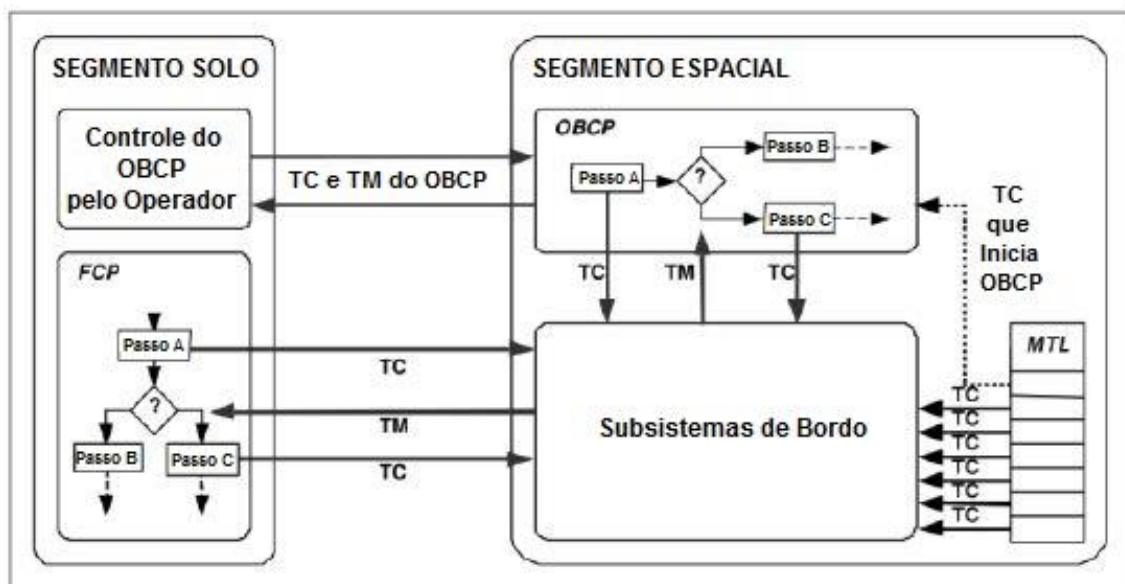 SEGMENTO SOLO
Controle do
OBCP
pelo Operador
TC e TM do OBCP
FCP
Passo A
?
Passo B
Passo C
TC
TM
TC
SEGMENTO ESPACIAL
OBCP
Passo A
?
Passo B
Passo C
TC
TM
TC
TC
que
Inicia
OBCP
Subsistemas de Bordo
MTL
TC
TC
TC
TC
TC
TC